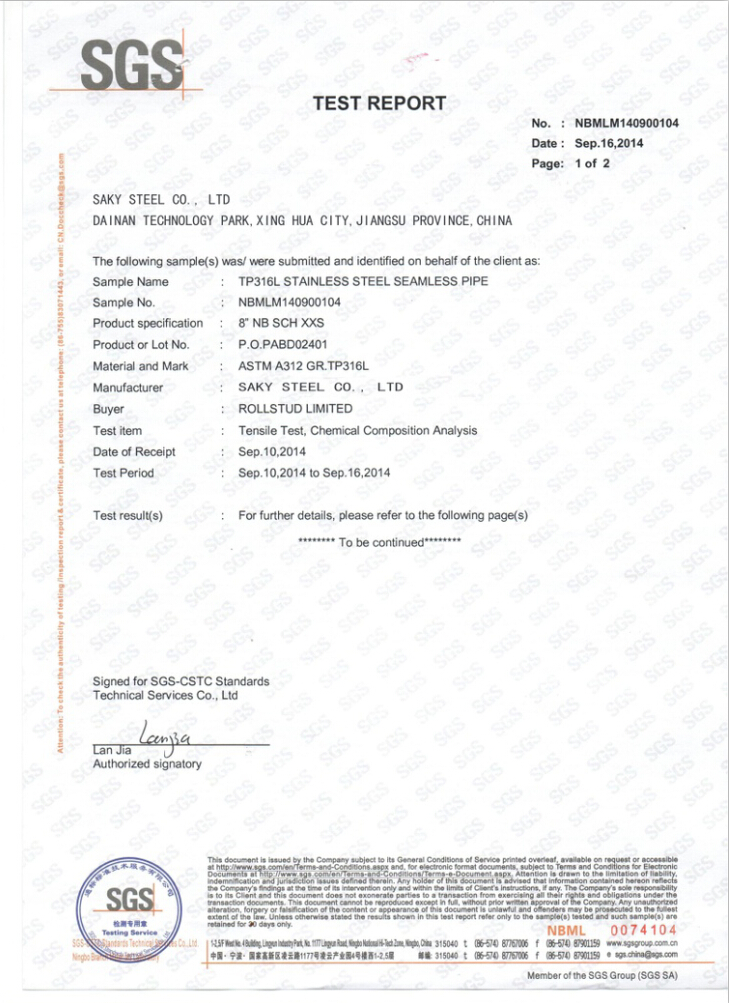 SGS
TEST REPORT
No. : NBMLM140900104
Date : Sep.16,2014
Page: 1 of 2
SAKY STEEL CO., LTD
DAINAN TECHNOLOGY PARK,XING HUA CITY,JIANGSU PROVINCE,CHINA
The following sample(s) was/ were submitted and identified on behalf of the client as:
Sample Name : TP316L STAINLESS STEEL SEAMLESS PIPE
Sample No. : NBMLM140900104
Product specification : 8" NB SCH XXS
Product or Lot No. : P.O.PABD02401
Material and Mark : ASTM A312 GR.TP316L
Manufacturer : SAKY STEEL CO., LTD
Buyer : ROLLSTUD LIMITED
Test item : Tensile Test, Chemical Composition Analysis
Date of Receipt : Sep.10,2014
Test Period : Sep.10,2014 to Sep.16,2014
Test result(s) : For further details, please refer to the following page(s)
******** To be continued********
Signed for SGS-CSTC Standards
Technical Services Co., Ltd
Lan Jia
Lan Jia
Authorized signatory
Attention: To check the authenticity of testing /inspection report & certificate, please contact us at telephone: (86-755)83071443, or email: CN.Doccheck@sgs.com
SGS
检测专用章
Testing Service
This document is issued by the Company subject to its General Conditions of Service printed overleaf, available on request or accessible
at http://www.sgs.com/en/Terms-and-Conditions.aspx and, for electronic format documents, subject to Terms and Conditions for Electronic
Documents at http://www.sgs.com/en/Terms-and-Conditions/Terms-e-Document.aspx. Attention is drawn to the limitation of liability,
indemnification and jurisdiction issues defined therein. Any holder of this document is advised that information contained hereon reflects
the Company's findings at the time of its intervention only and within the limits of Client's instructions, if any. The Company's sole responsibility
is to its Client and this document does not exonerate parties to a transaction from exercising all their rights and obligations under the
transaction documents. This document cannot be reproduced except in full, without prior written approval of the Company. Any unauthorized
alteration, forgery or falsification of the content or appearance of this document is unlawful and offenders may be prosecuted to the fullest
extent of the law. Unless otherwise stated the results shown in this test report refer only to the sample(s) tested and such sample(s) are
retained for 30 days only.
NBML 0074104
1-2,5/F West No. 4 Building, Lingyun Industry Park, No. 1177 Lingyun Road, Ningbo National Hi-Tech Zone, Ningbo, China 315040 t (86-574) 87767006 f (86-574) 87901159 www.sgsgroup.com.cn
中国·宁波·国家高新区凌云路1177号凌云产业园4号楼西1-2,5层 邮编: 315040 t (86-574) 87767006 f (86-574) 87901159 e sgs.china@sgs.com
Member of the SGS Group (SGS SA)